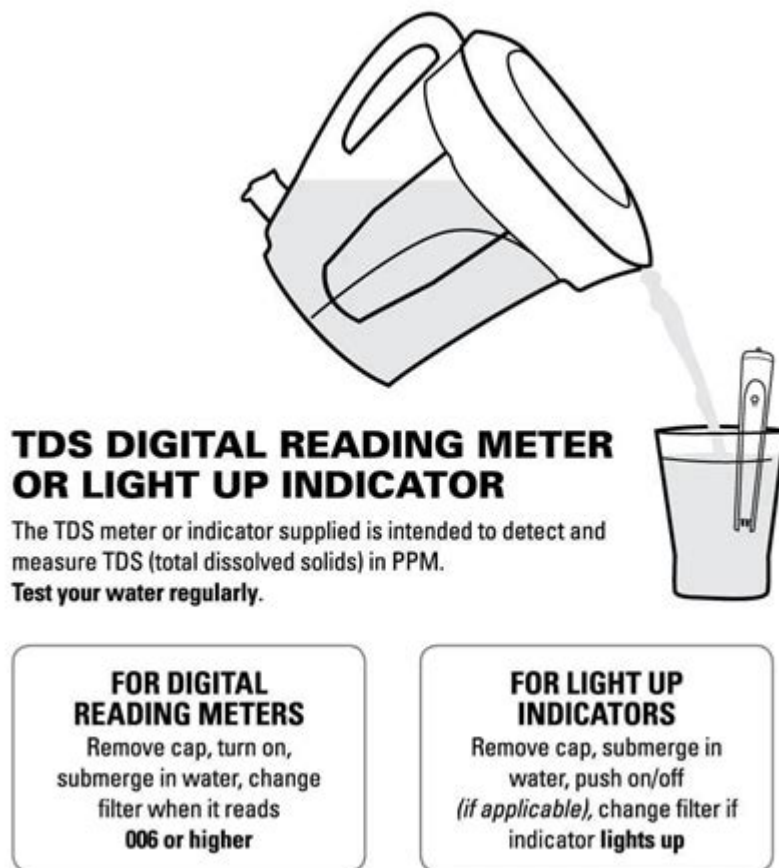 TDS DIGITAL READING METER
OR LIGHT UP INDICATOR
The TDS meter or indicator supplied is intended to detect and
measure TDS (total dissolved solids) in PPM.
Test your water regularly.
FOR DIGITAL
READING METERS
Remove cap, turn on,
submerge in water, change
filter when it reads
006 or higher
FOR LIGHT UP
INDICATORS
Remove cap, submerge in
water, push on/off
(if applicable), change filter if
indicator lights up